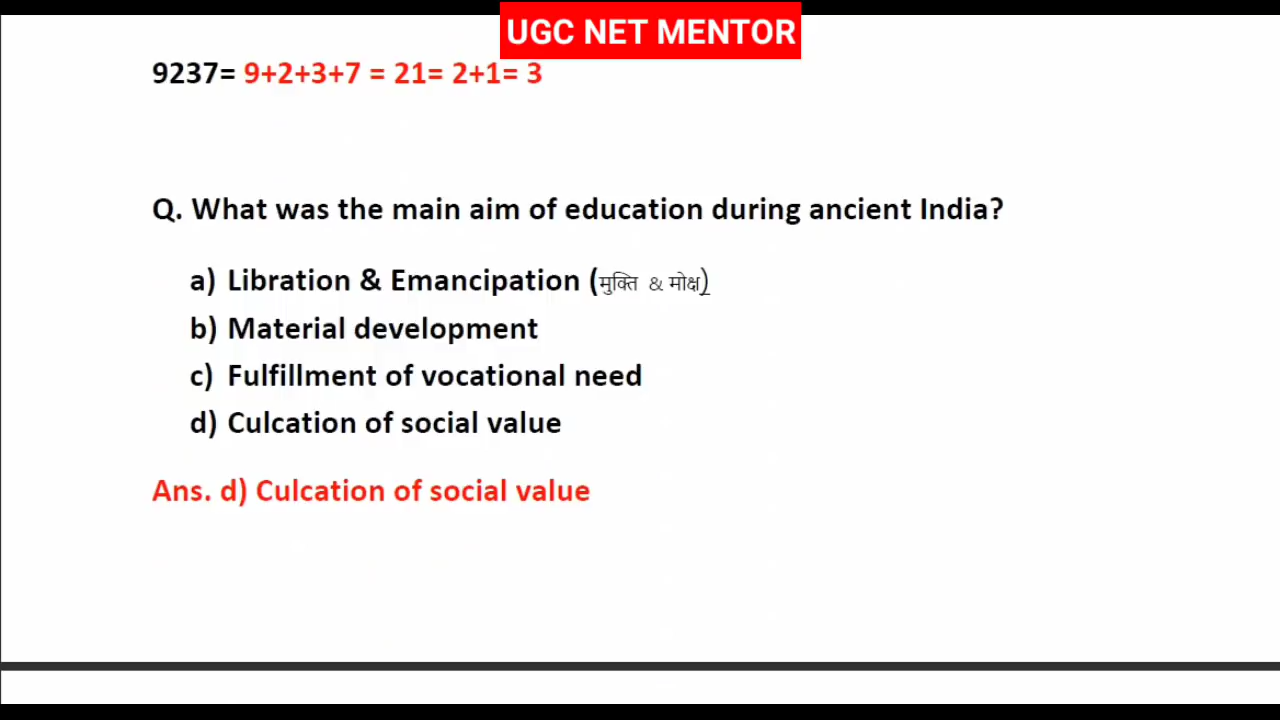 UGC NET MENTOR
9237= 9+2+3+7 = 21= 2+1= 3
Q. What was the main aim of education during ancient India?
a) Libration & Emancipation (मुक्ति & मोक्ष)
b) Material development
c) Fulfillment of vocational need
d) Culcation of social value
Ans. d) Culcation of social value